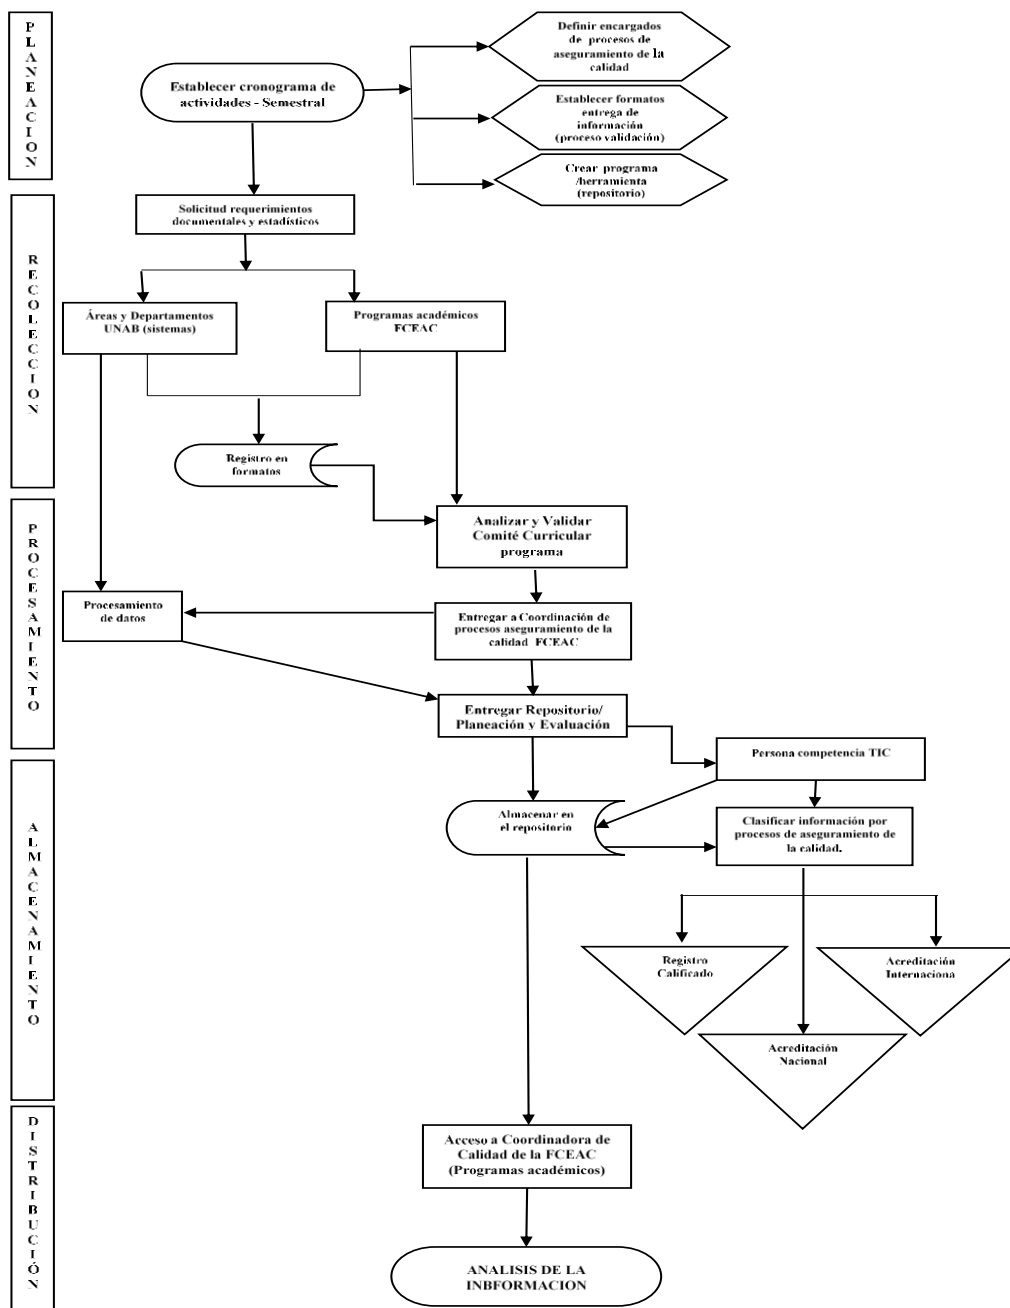 PLANEACION
Definir encargados
de procesos de
aseguramiento de la
calidad
Establecer cronograma de
actividades - Semestral
Establecer formatos
entrega de
información
(proceso validación)
Crear programa
/herramienta
(repositorio)
RECOLECCION
Solicitud requerimientos
documentales y estadísticos
Áreas y Departamentos
UNAB (sistemas)
Programas académicos
FCEAC
Registro en
formatos
PROCESAMIENTO
Analizar y Validar
Comité Curricular
programa
Procesamiento
de datos
Entregar a Coordinación de
procesos aseguramiento de la
calidad FCEAC
Entregar Repositorio/
Planeación y Evaluación
Persona competencia TIC
ALMACENAMIENTO
Almacenar en
el repositorio
Clasificar información por
procesos de aseguramiento de
la calidad.
Registro
Calificado
Acreditación
Internaciona
Acreditación
Nacional
DISTRIBUCIÓN
Acceso a Coordinadora de
Calidad de la FCEAC
(Programas académicos)
ANALISIS DE LA
INBFORMACION